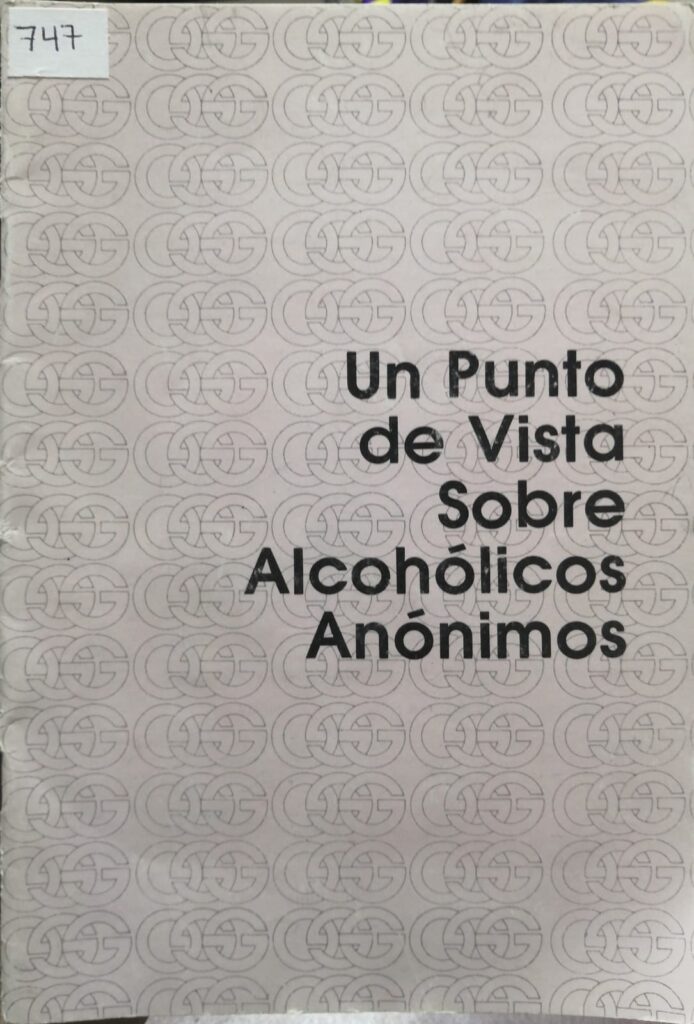 747
Un Punto
de Vista
Sobre
Alcohólicos
Anónimos